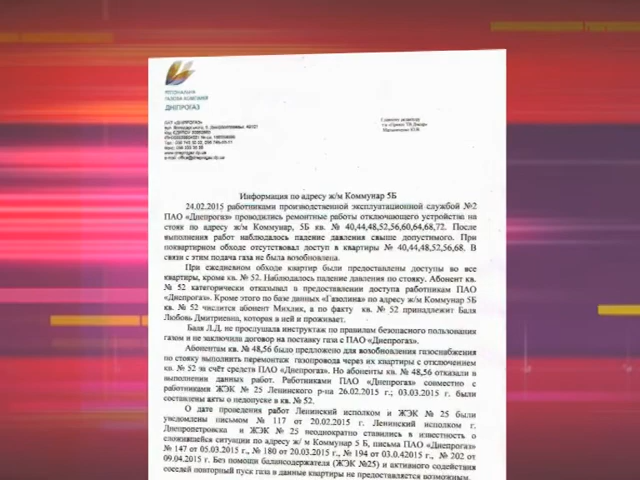 РЕГІОНАЛЬНА
ГАЗОВА КОМПАНІЯ
ДНІПРОГАЗ
ПАТ «ДНІПРОГАЗ»
Главному редактору
Информация по адресу ж/м Коммунар 5Б
24.02.2015 работниками производственной эксплуатационной службой №2
ПАО «Днепрогаз» проводились ремонтные работы отключающего устройства на
стояк по адресу ж/м Коммунар, 5Б кв. № 40,44,48,52,56,60,64,68,72. После
выполнения работ наблюдалось падение давления свыше допустимого. При
поквартирном обходе отсутствовал доступ в квартиры № 40,44,48,52,56,68. В
связи с этим подача газа не была возобновлена.
При ежедневном обходе квартир были предоставлены доступы во все
квартиры, кроме кв. № 52. Наблюдалось падение давления по стояку. Абонент кв.
№ 52 категорически отказывал в предоставлении доступа работникам ПАО
«Днепрогаз». Кроме этого по базе данных «Газолина» по адресу ж/м Коммунар 5Б
кв. № 52 числится абонент Михлик, а по факту кв. № 52 принадлежит Баля
Любовь Дмитриевна, которая в ней и проживает.
Баля Л.Д. не прослушала инструктаж по правилам безопасного пользования
газом и не заключили договор на поставку газа с ПАО «Днепрогаз».
Абонентам кв. № 48,56 было предложено для возобновления газоснабжения
по стояку выполнить перемонтаж газопровода через их квартиры с отключением
кв. № 52 за счёт средств ПАО «Днепрогаз». Но абоненты кв. № 48,56 отказали в
выполнении данных работ. Работниками ПАО «Днепрогаз» совместно с
работниками ЖЭК № 25 Ленинского р-на 26.02.2015 г.; 03.03.2015 г. были
составлены акты о недопуске в кв. № 52.
О дате проведения работ Ленинский исполком и ЖЭК № 25 были
уведомлены письмом № 117 от 20.02.2015 г. Ленинский исполком г.
Днепропетровска и ЖЭК № 25 неоднократно ставились в известность о
сложившейся ситуации по адресу ж/ м Коммунар 5 Б, письма ПАО «Днепрогаз»
№ 147 от 05.03.2015 г., № 180 от 20.03.2015 г., № 194 от 03.0.42015 г., № 202 от
09.04.2015 г. Без помощи балансодержателя (ЖЭК №25) и активного содействия
соседей повторный пуск газа в данные квартиры не предоставляется возможным.